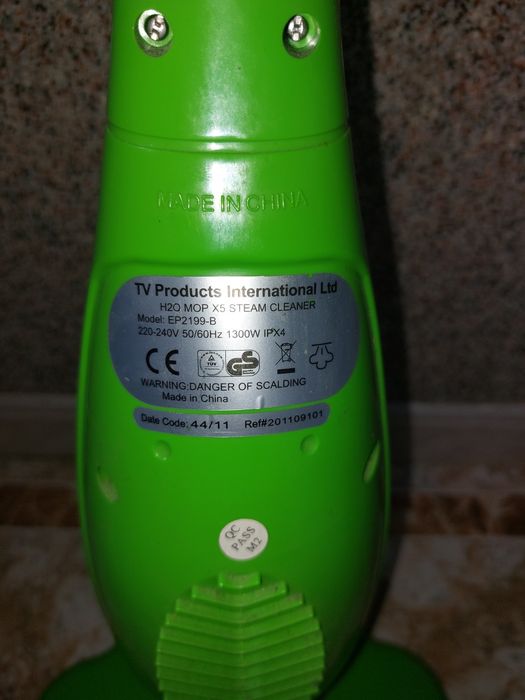 MADE IN CHINA
TV Products International Ltd
H2O MOP X5 STEAM CLEANER
Model: EP2199-B
220-240V 50/60Hz 1300W IPX4
CE TÜV GS
WARNING:DANGER OF SCALDING
Made in China
Date Code: 44/11 Ref#201109101
QC
PASS
M2